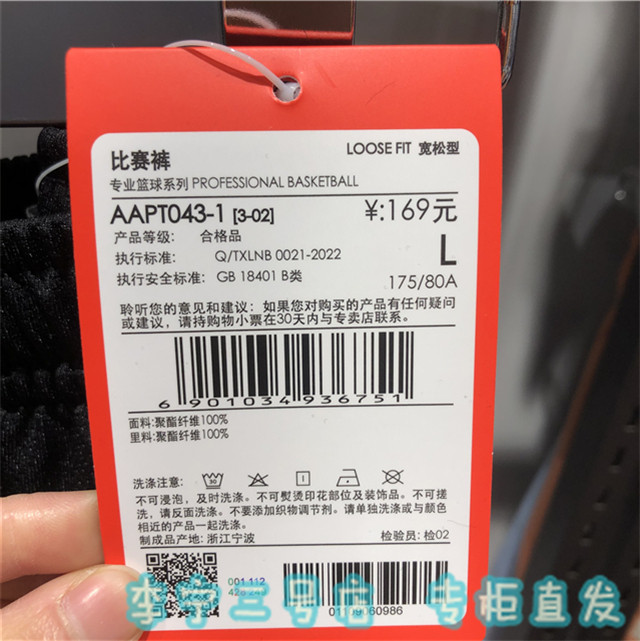 LOOSE FIT 宽松型
比赛裤
专业篮球系列 PROFESSIONAL BASKETBALL
AAPT043-1 [3-02] ¥:169元
产品等级: 合格品
执行标准: Q/TXLNB 0021-2022 L
执行安全标准: GB 18401 B类 175/80A
聆听您的意见和建议: 如果您对购买的产品有任何疑问
或建议,请持购物小票在30天内与专卖店联系。
6901034936751
面料:聚酯纤维100%
里料:聚酯纤维100%
洗涤注意: 30
不可浸泡,及时洗涤。不可熨烫印花部位及装饰品。不可搓
洗,请反面洗涤。不要添加织物调节剂。请单独洗涤或与颜色
相近的产品一起洗涤。
制成品产地: 浙江宁波 检验员: 检02
001 112
李宁三号店 专柜直发